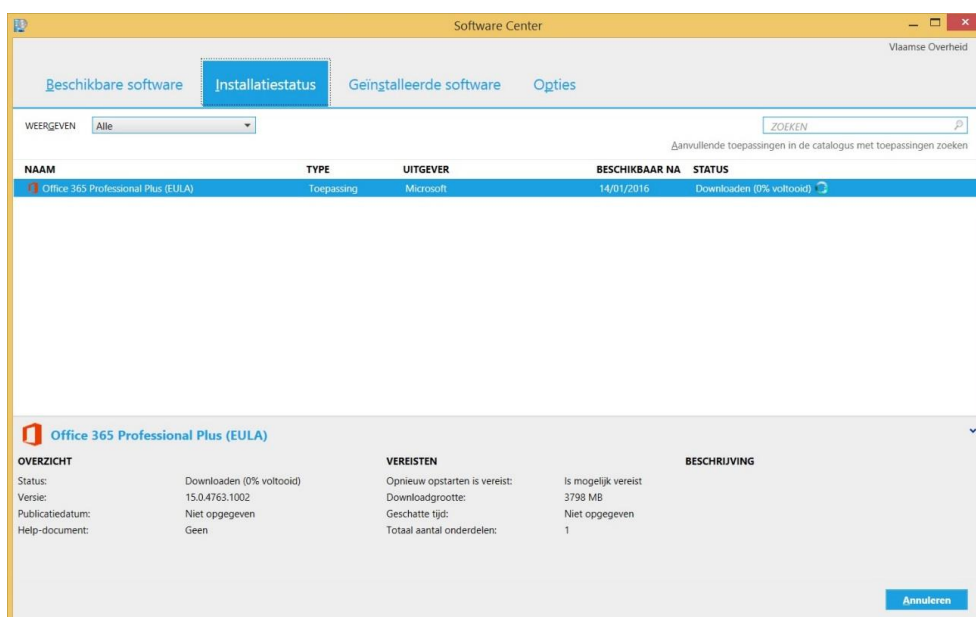 Software Center
Vlaamse Overheid
Beschikbare software Installatiestatus Geïnstalleerde software Opties
WEERGEVEN Alle ZOEKEN
Aanvullende toepassingen in de catalogus met toepassingen zoeken
NAAM TYPE UITGEVER BESCHIKBAAR NA STATUS
Office 365 Professional Plus (EULA) Toepassing Microsoft 14/01/2016 Downloaden (0% voltooid)
Office 365 Professional Plus (EULA)
OVERZICHT VEREISTEN BESCHRIJVING
Status: Downloaden (0% voltooid) Opnieuw opstarten is vereist: Is mogelijk vereist
Versie: 15.0.4763.1002 Downloadgrootte: 3798 MB
Publicatiedatum: Niet opgegeven Geschatte tijd: Niet opgegeven
Help-document: Geen Totaal aantal onderdelen: 1
Annuleren